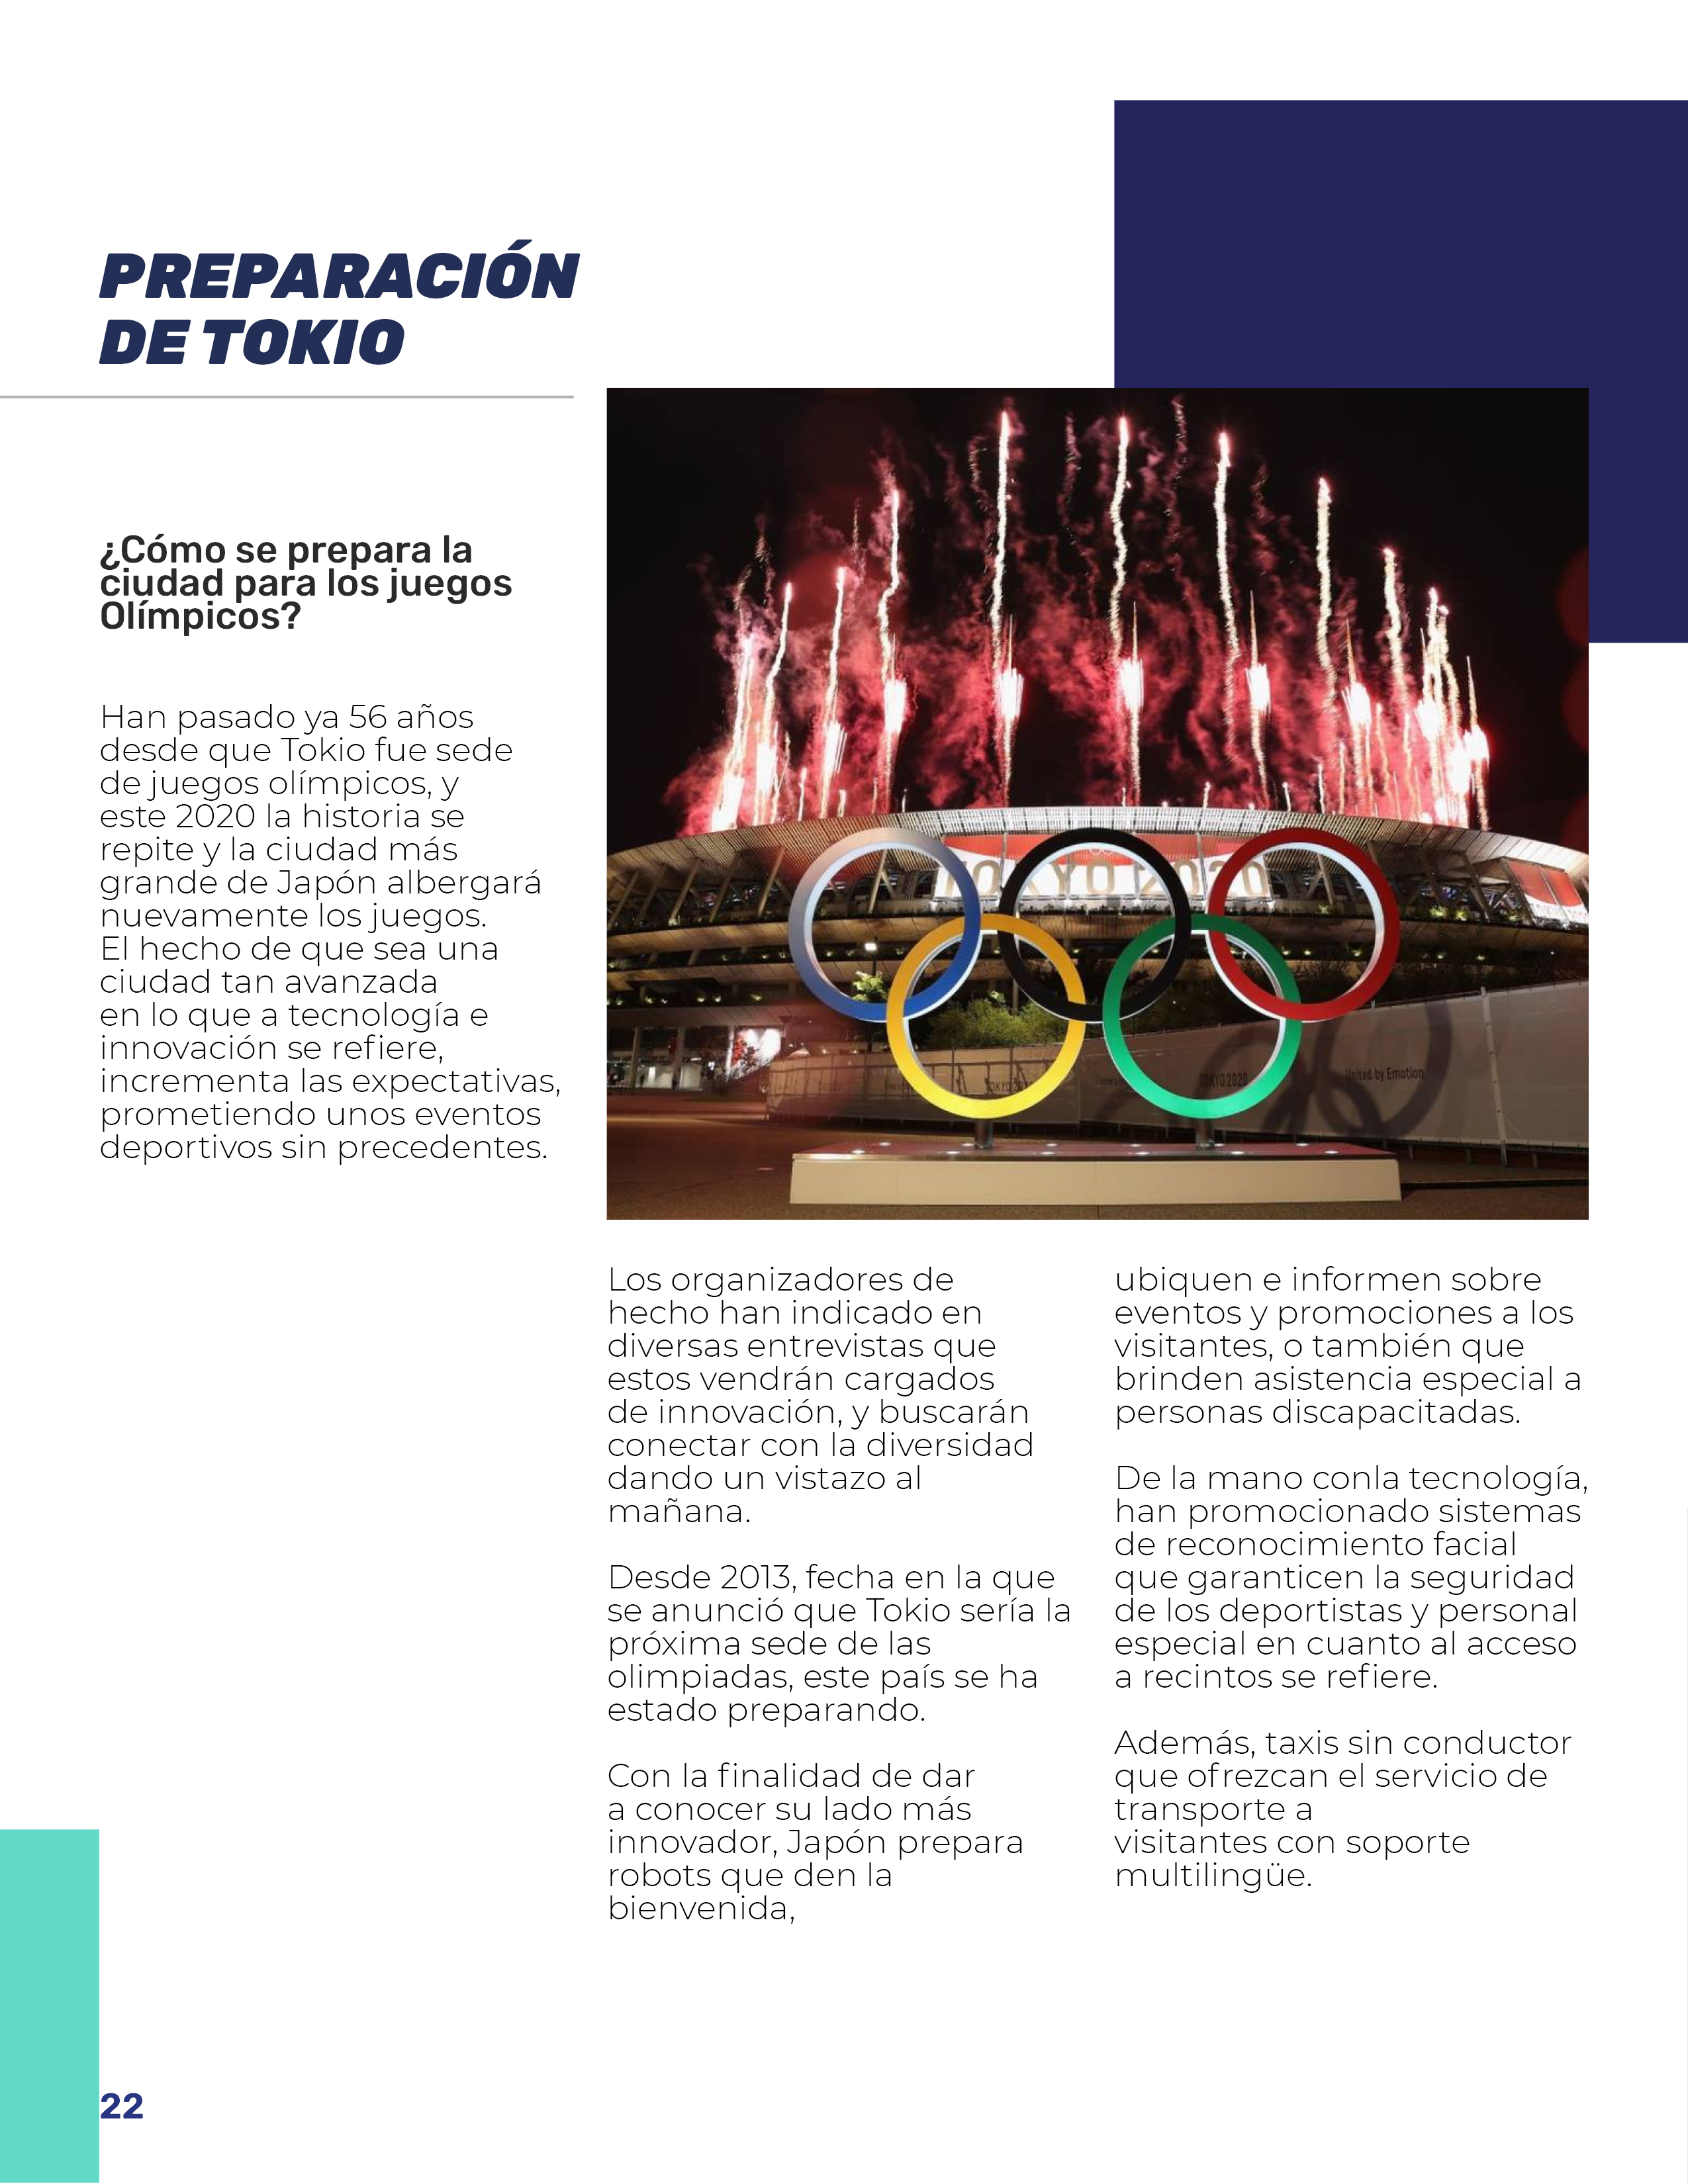 PREPARACIÓN
DE TOKIO
¿Cómo se prepara la
ciudad para los juegos
Olímpicos?
Han pasado ya 56 años
desde que Tokio fue sede
de juegos olímpicos, y
este 2020 la historia se
repite y la ciudad más
grande de Japón albergará
nuevamente los juegos.
El hecho de que sea una
ciudad tan avanzada
en lo que a tecnología e
innovación se refiere,
incrementa las expectativas,
prometiendo unos eventos
deportivos sin precedentes.
TOKYO 2020
TOKYO 2020
United by Emotion
Los organizadores de
hecho han indicado en
diversas entrevistas que
estos vendrán cargados
de innovación, y buscarán
conectar con la diversidad
dando un vistazo al
mañana.
Desde 2013, fecha en la que
se anunció que Tokio sería la
próxima sede de las
olimpiadas, este país se ha
estado preparando.
Con la finalidad de dar
a conocer su lado más
innovador, Japón prepara
robots que den la
bienvenida,
ubiquen e informen sobre
eventos y promociones a los
visitantes, o también que
brinden asistencia especial a
personas discapacitadas.
De la mano conla tecnología,
han promocionado sistemas
de reconocimiento facial
que garanticen la seguridad
de los deportistas y personal
especial en cuanto al acceso
a recintos se refiere.
Además, taxis sin conductor
que ofrezcan el servicio de
transporte a
visitantes con soporte
multilingüe.
22